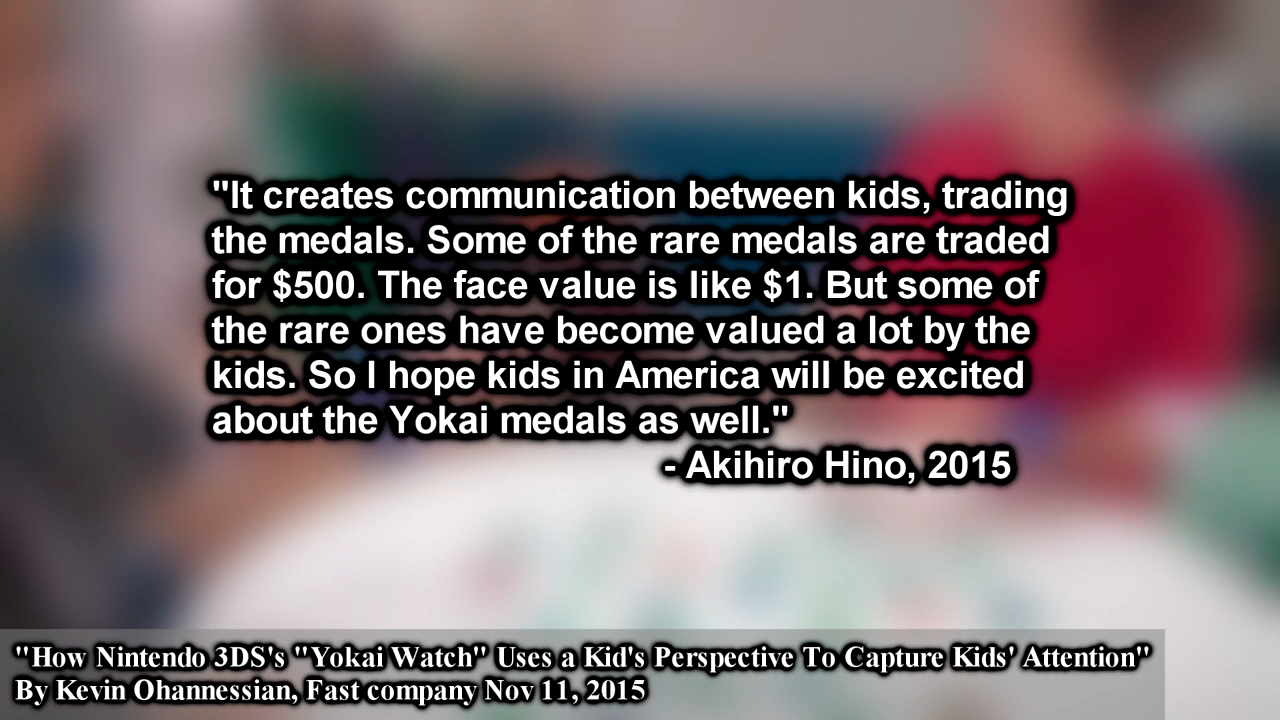 "It creates communication between kids, trading
the medals. Some of the rare medals are traded
for $500. The face value is like $1. But some of
the rare ones have become valued a lot by the
kids. So I hope kids in America will be excited
about the Yokai medals as well."
- Akihiro Hino, 2015
"How Nintendo 3DS's "Yokai Watch" Uses a Kid's Perspective To Capture Kids' Attention"
By Kevin Ohannessian, Fast company Nov 11, 2015